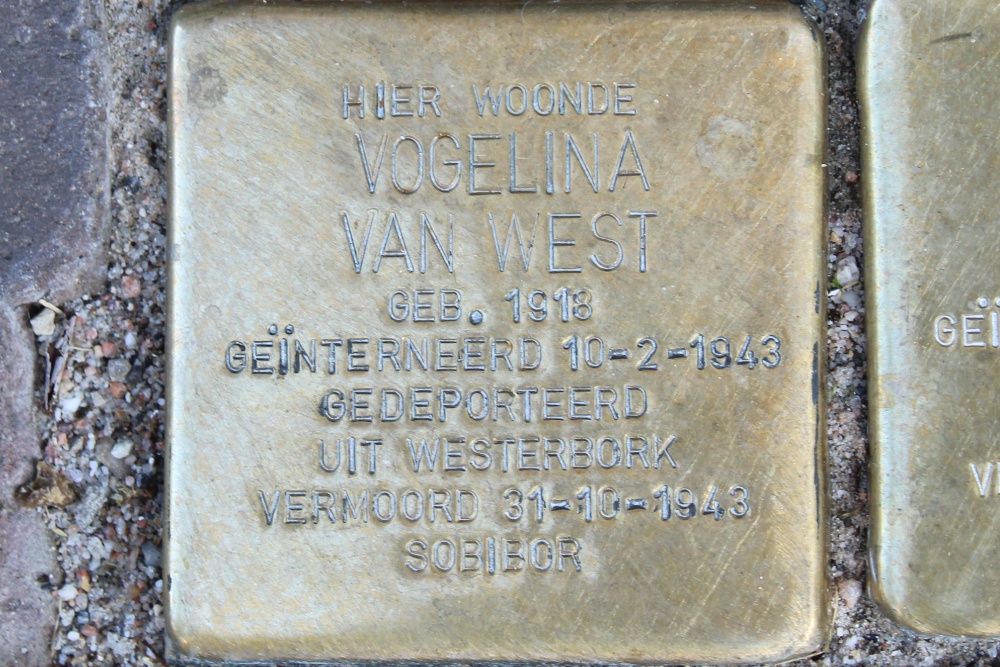 HIER WOONDE
VOGELINA
VAN WEST
GEB. 1918
GEÏNTERNEERD 10-2-1943
GEDEPORTEERD
UIT WESTERBORK
VERMOORD 31-10-1943
SOBIBOR
GEÏ
V